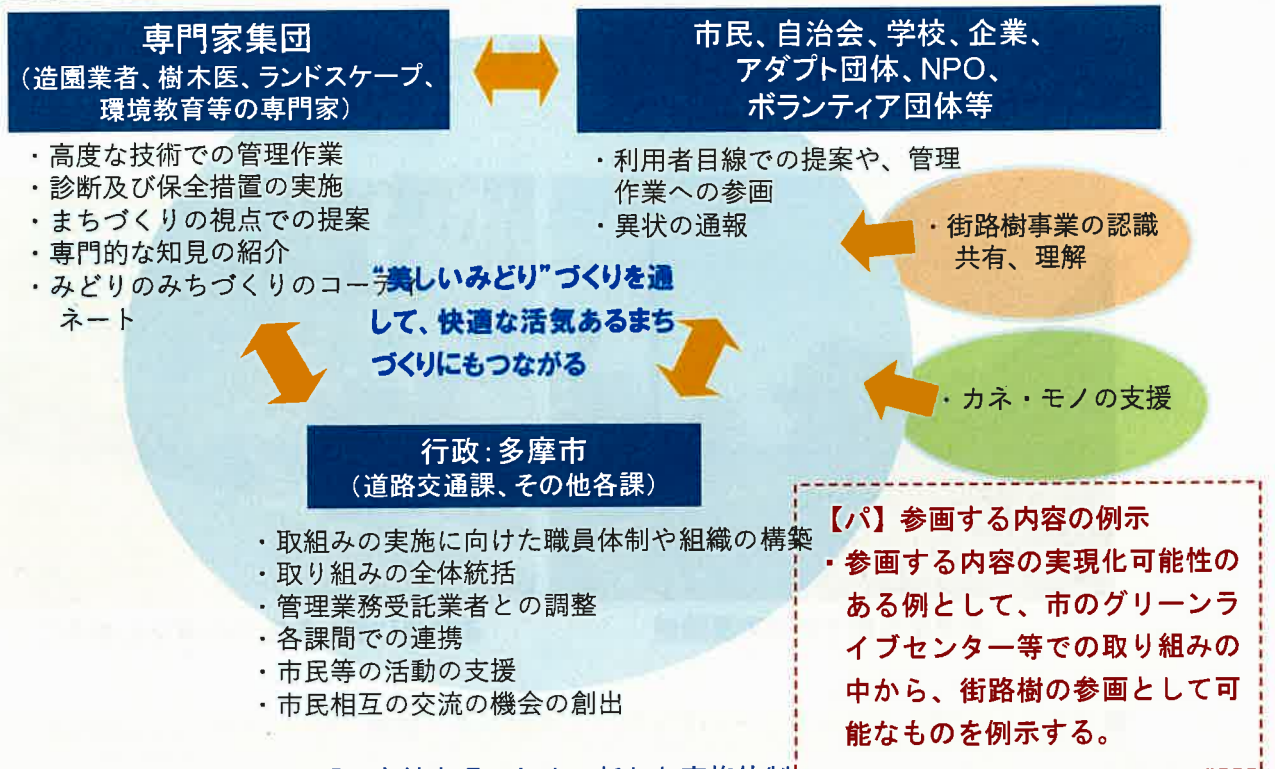 専門家集団
(造園業者、樹木医、ランドスケープ、
環境教育等の専門家)
市民、自治会、学校、企業、
アダプト団体、NPO、
ボランティア団体等
・高度な技術での管理作業
・診断及び保全措置の実施
・まちづくりの視点での提案
・専門的な知見の紹介
・みどりのみちづくりのコーディ
ネート
・利用者目線での提案や、管理
作業への参画
・異状の通報
・街路樹事業の認識
共有、理解
“美しいみどり”づくりを通
して、快適な活気あるまち
づくりにもつながる
・カネ・モノの支援
行政:多摩市
(道路交通課、その他各課)
・取組みの実施に向けた職員体制や組織の構築
・取り組みの全体統括
・管理業務受託業者との調整
・各課間での連携
・市民等の活動の支援
・市民相互の交流の機会の創出
【パ】参画する内容の例示
・参画する内容の実現化可能性の
ある例として、市のグリーンラ
イブセンター等での取り組みの
中から、街路樹の参画として可
能なものを例示する。